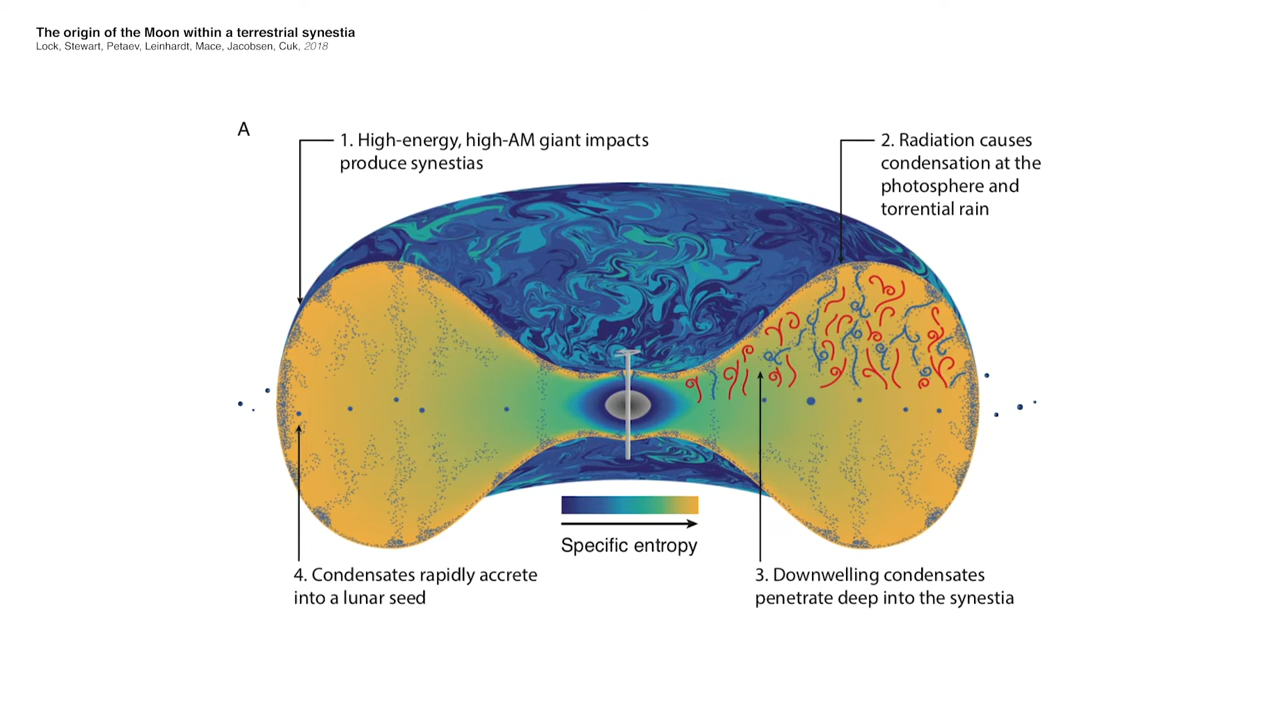 The origin of the Moon within a terrestrial synestia
Lock, Stewart, Petaev, Leinhardt, Mace, Jacobsen, Cuk, 2018
A
1. High-energy, high-AM giant impacts
produce synestias
2. Radiation causes
condensation at the
photosphere and
torrential rain
Specific entropy
4. Condensates rapidly accrete
into a lunar seed
3. Downwelling condensates
penetrate deep into the synestia